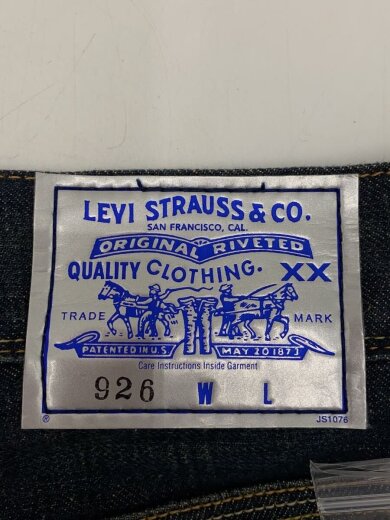 LEVI STRAUSS & CO.
SAN FRANCISCO, CAL.
ORIGINAL RIVETED
QUALITY CLOTHING. XX
TRADE MARK
PATENTED IN U.S. MAY 20 1873
Care Instructions Inside Garment
926 W L
® JS1076